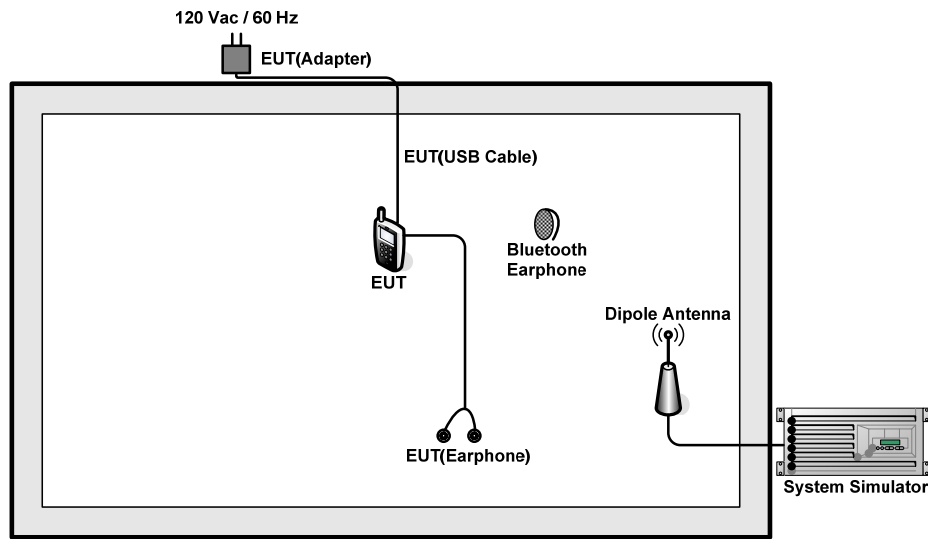 120 Vac / 60 Hz
EUT(Adapter)
EUT(USB Cable)
Bluetooth
Earphone
EUT
Dipole Antenna
EUT(Earphone)
System Simulator